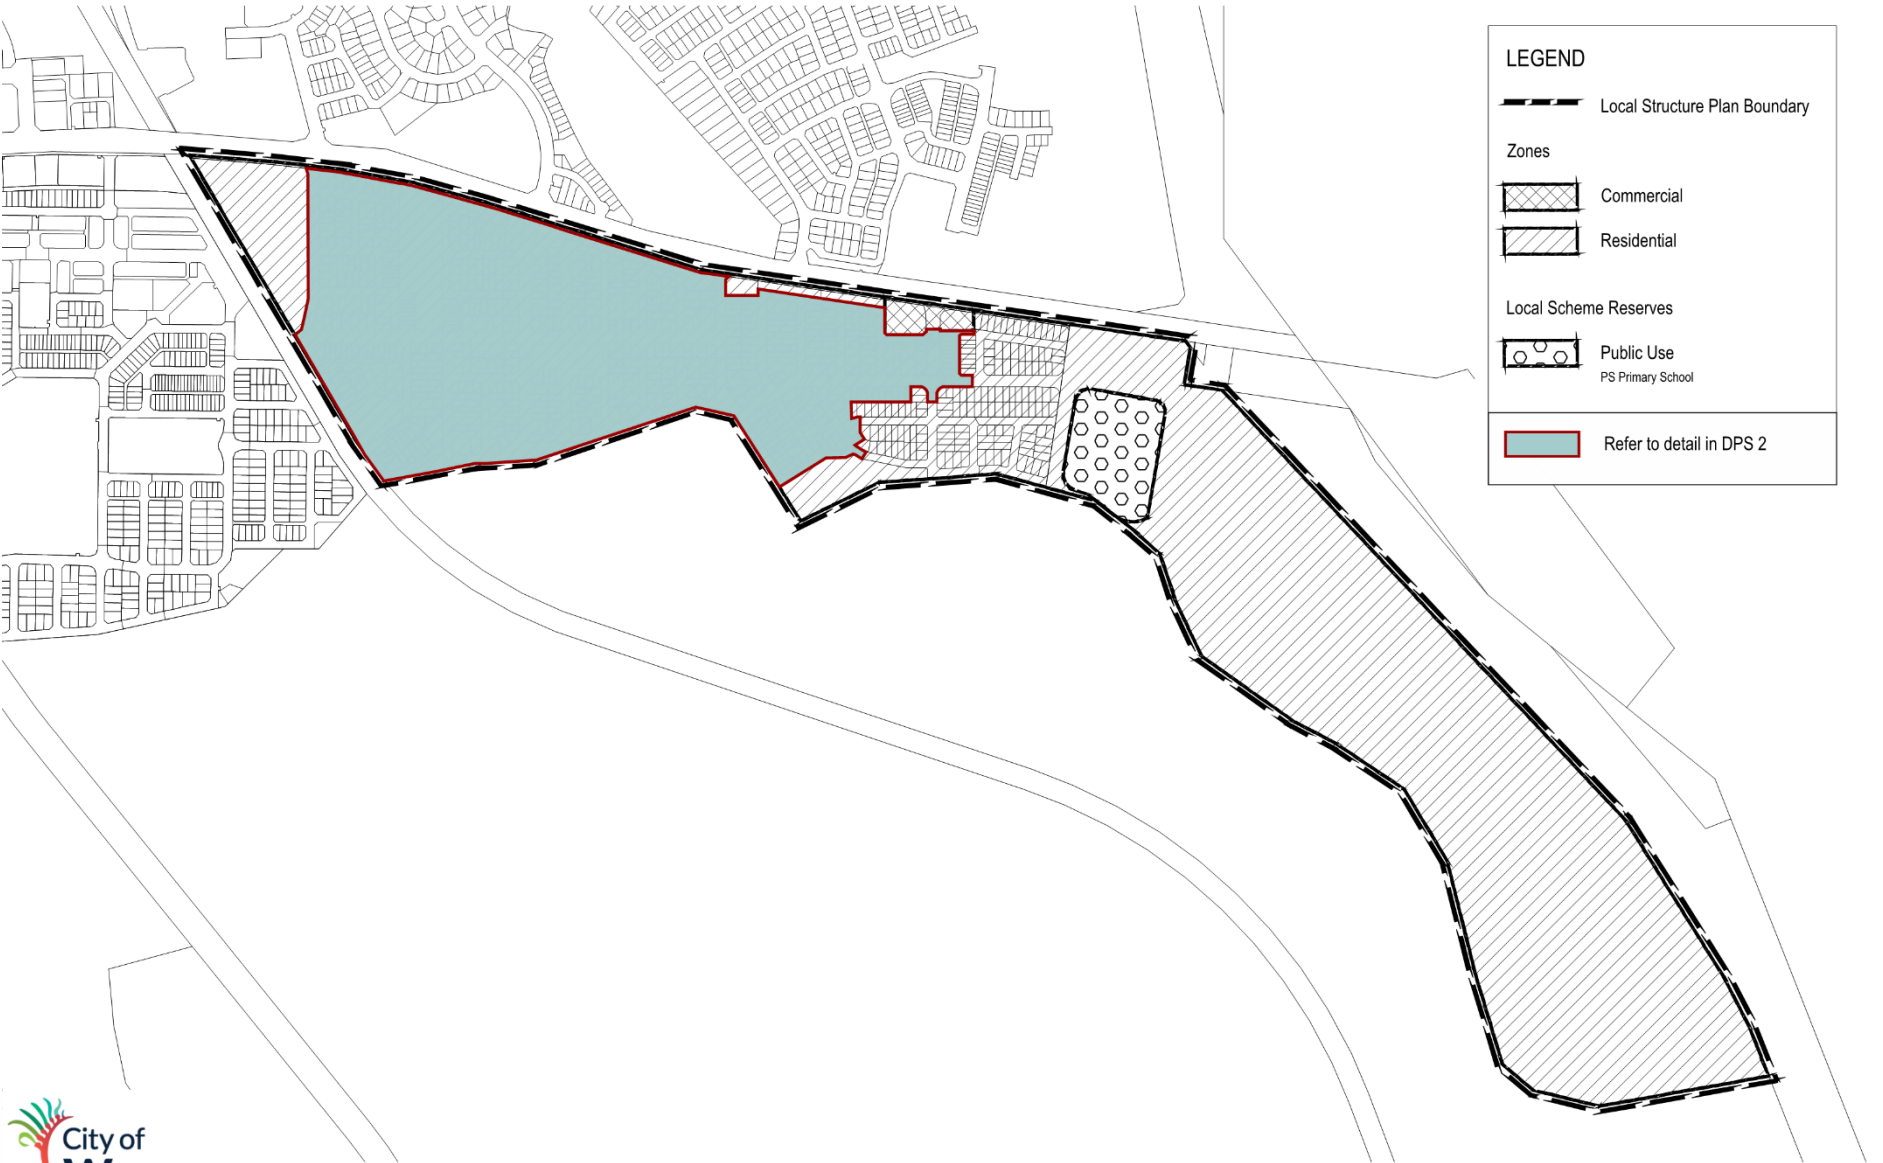 LEGEND
Local Structure Plan Boundary
Zones
Commercial
Residential
Local Scheme Reserves
Public Use
PS Primary School
Refer to detail in DPS 2
City of